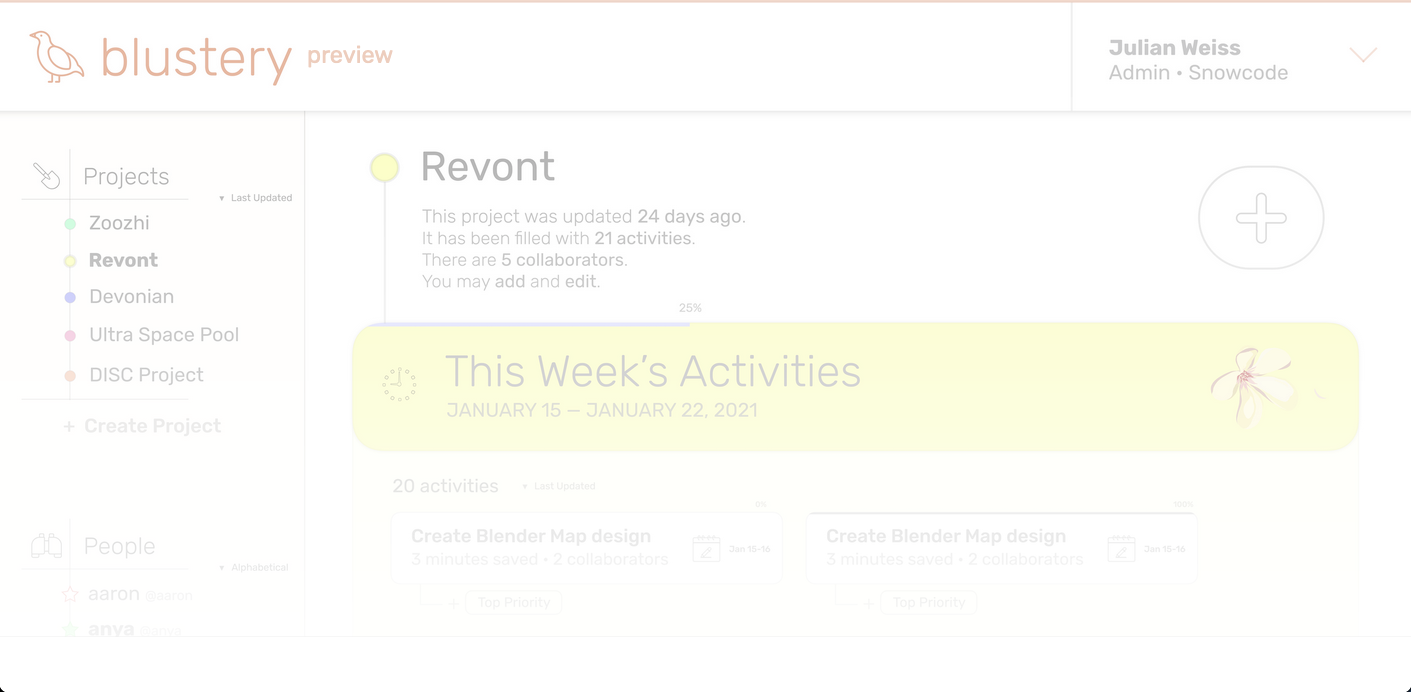 blustery preview
Julian Weiss
Admin • Snowcode
Projects
▾ Last Updated
Zoozhi
Revont
Devonian
Ultra Space Pool
DISC Project
+ Create Project
People
▾ Alphabetical
aaron @aaron
anya @anya
Revont
This project was updated 24 days ago.
It has been filled with 21 activities.
There are 5 collaborators.
You may add and edit.
25%
This Week’s Activities
JANUARY 15 — JANUARY 22, 2021
20 activities ▾ Last Updated
Create Blender Map design
3 minutes saved • 2 collaborators
Jan 15-16
+ Top Priority
100%
Create Blender Map design
3 minutes saved • 2 collaborators
Jan 15-16
+ Top Priority